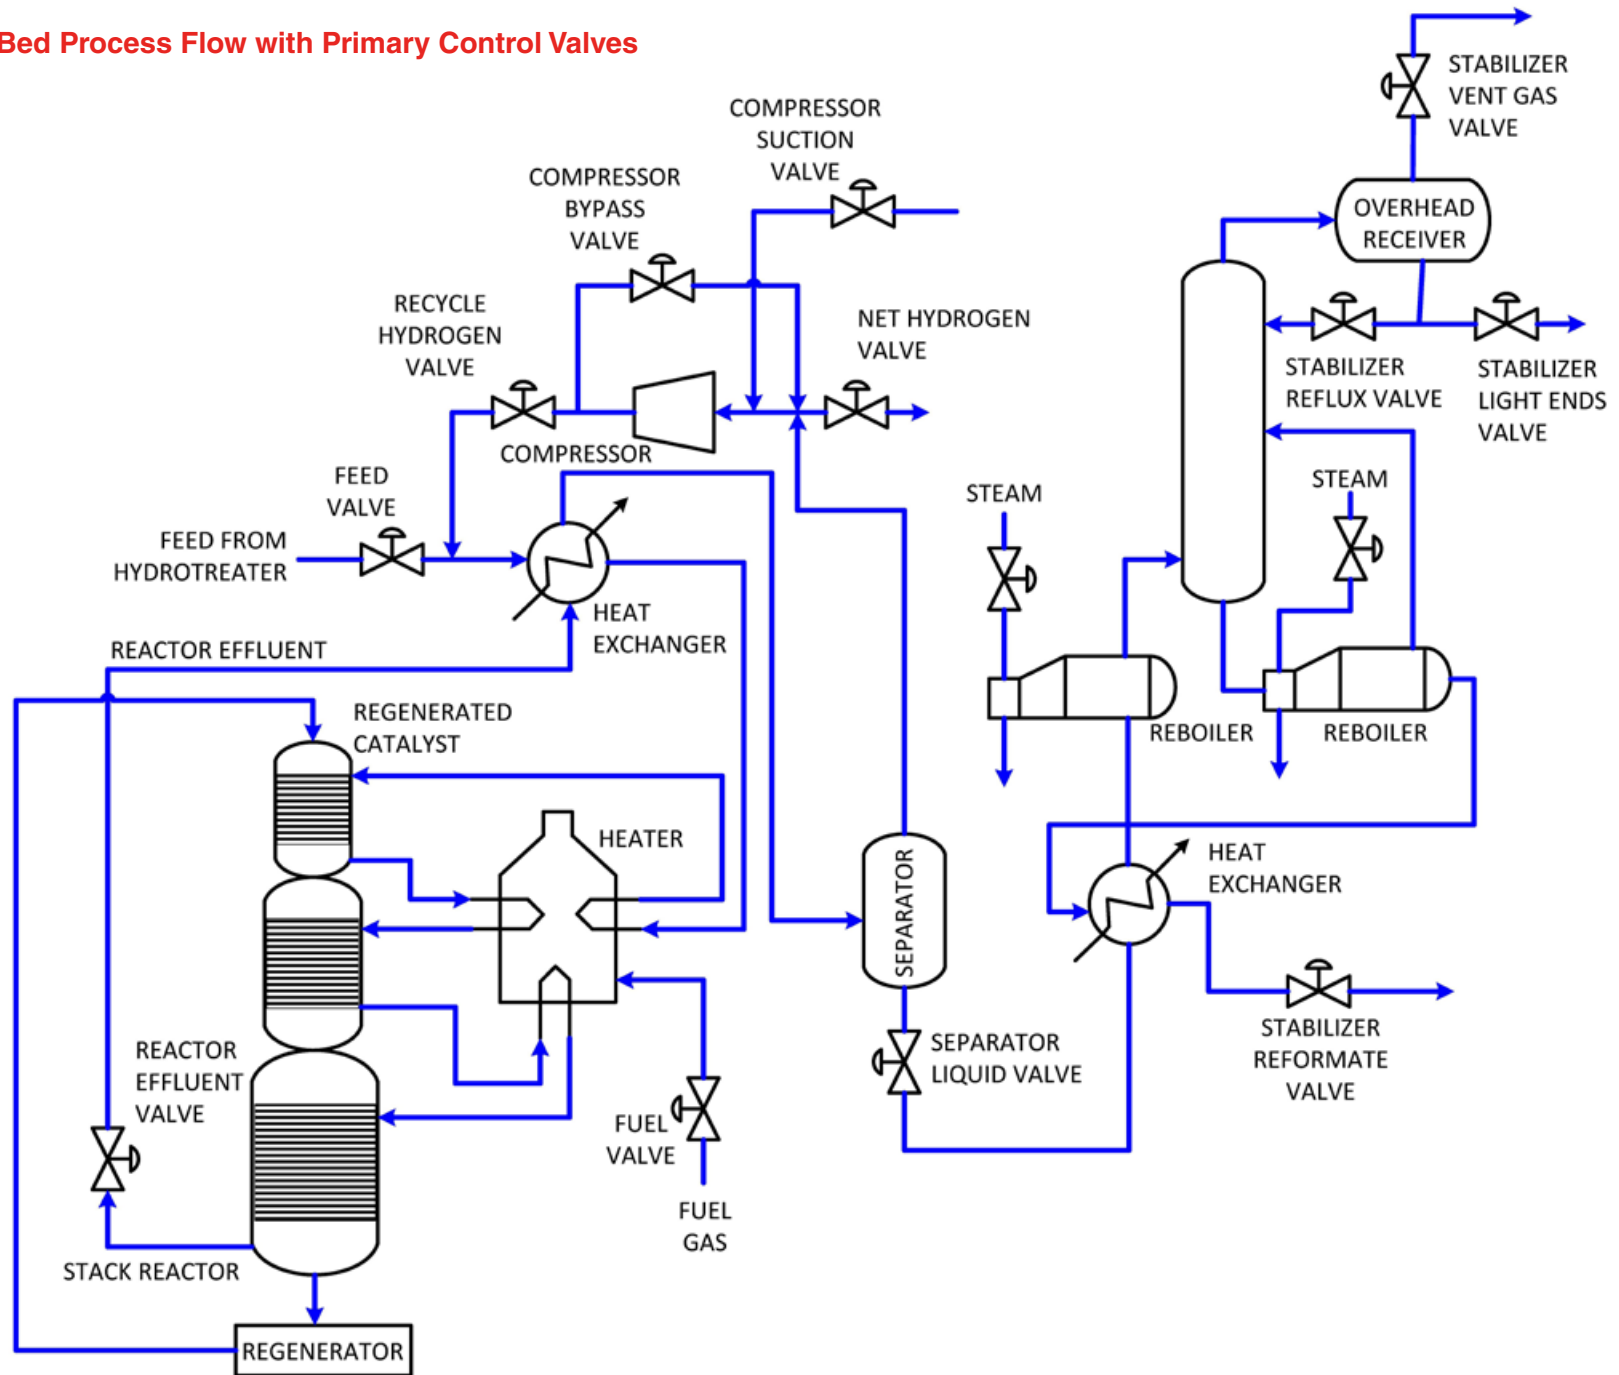 Bed Process Flow with Primary Control Valves
STABILIZER
VENT GAS
VALVE
COMPRESSOR
SUCTION
VALVE
COMPRESSOR
BYPASS
VALVE
OVERHEAD
RECEIVER
RECYCLE
HYDROGEN
VALVE
NET HYDROGEN
VALVE
STABILIZER
REFLUX VALVE
STABILIZER
LIGHT ENDS
VALVE
COMPRESSOR
FEED
VALVE
STEAM
STEAM
FEED FROM
HYDROTREATER
HEAT
EXCHANGER
REACTOR EFFLUENT
REGENERATED
CATALYST
REBOILER
REBOILER
HEATER
SEPARATOR
HEAT
EXCHANGER
REACTOR
EFFLUENT
VALVE
SEPARATOR
LIQUID VALVE
STABILIZER
REFORMATE
VALVE
FUEL
VALVE
FUEL
GAS
STACK REACTOR
REGENERATOR